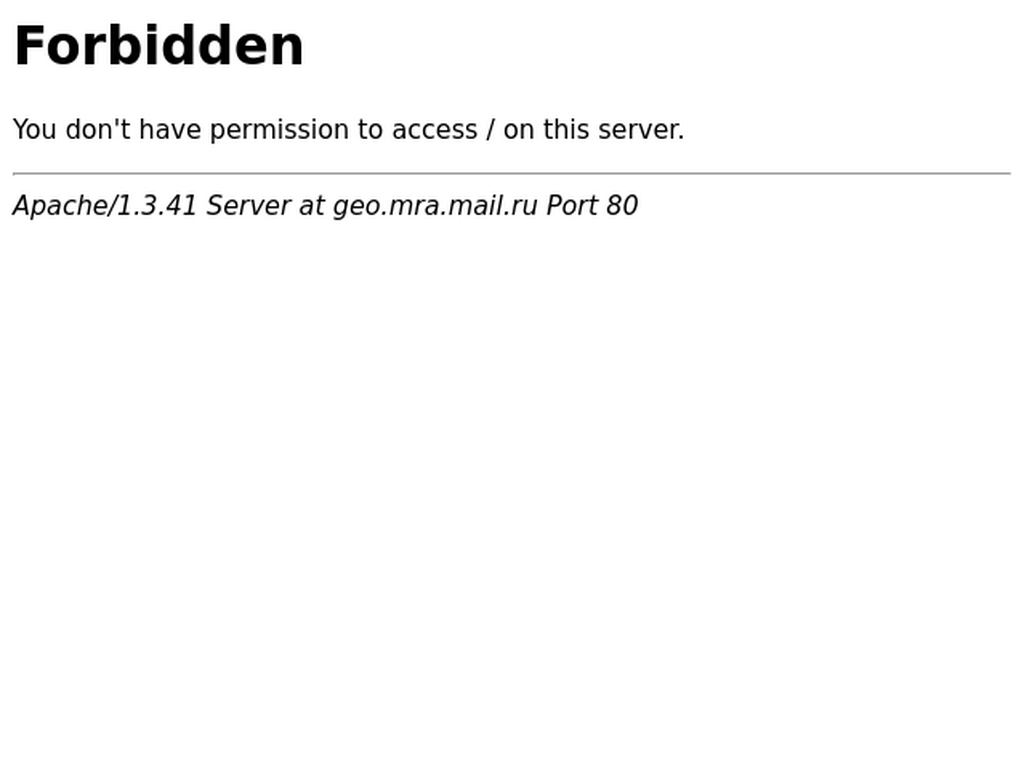 Forbidden
You don't have permission to access / on this server.
Apache/1.3.41 Server at geo.mra.mail.ru Port 80